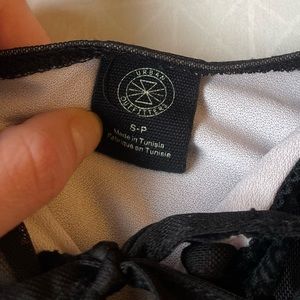 URBAN
OUTFITTERS
S-P
Made in Tunisia
Fabriqué en Tunisie